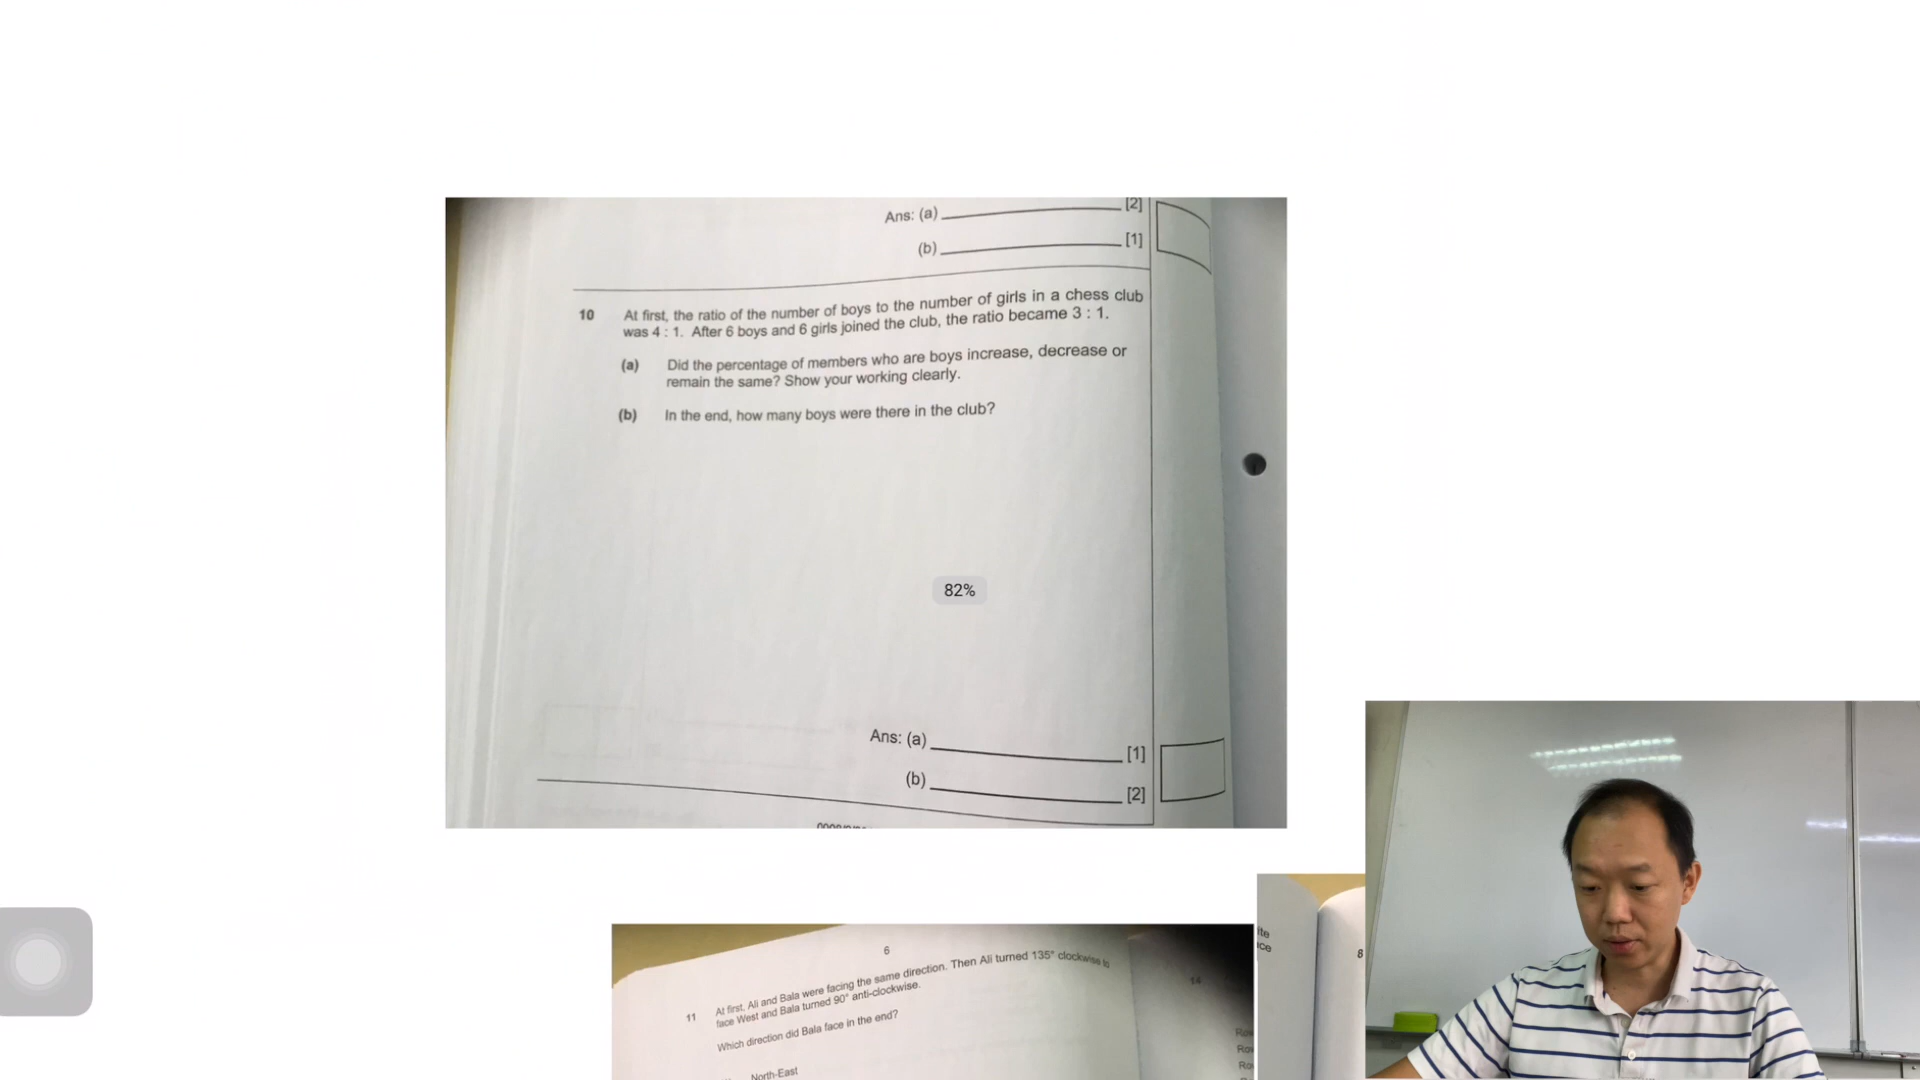 Ans: (a) [2]
(b) [1]
10 At first, the ratio of the number of boys to the number of girls in a chess club
was 4 : 1. After 6 boys and 6 girls joined the club, the ratio became 3 : 1.
(a) Did the percentage of members who are boys increase, decrease or
remain the same? Show your working clearly.
(b) In the end, how many boys were there in the club?
82%
Ans: (a) [1]
(b) [2]
6
11 At first, Ali and Bala were facing the same direction. Then Ali turned 135° clockwise to
face West and Bala turned 90° anti-clockwise.
Which direction did Bala face in the end?
North-East
14
8